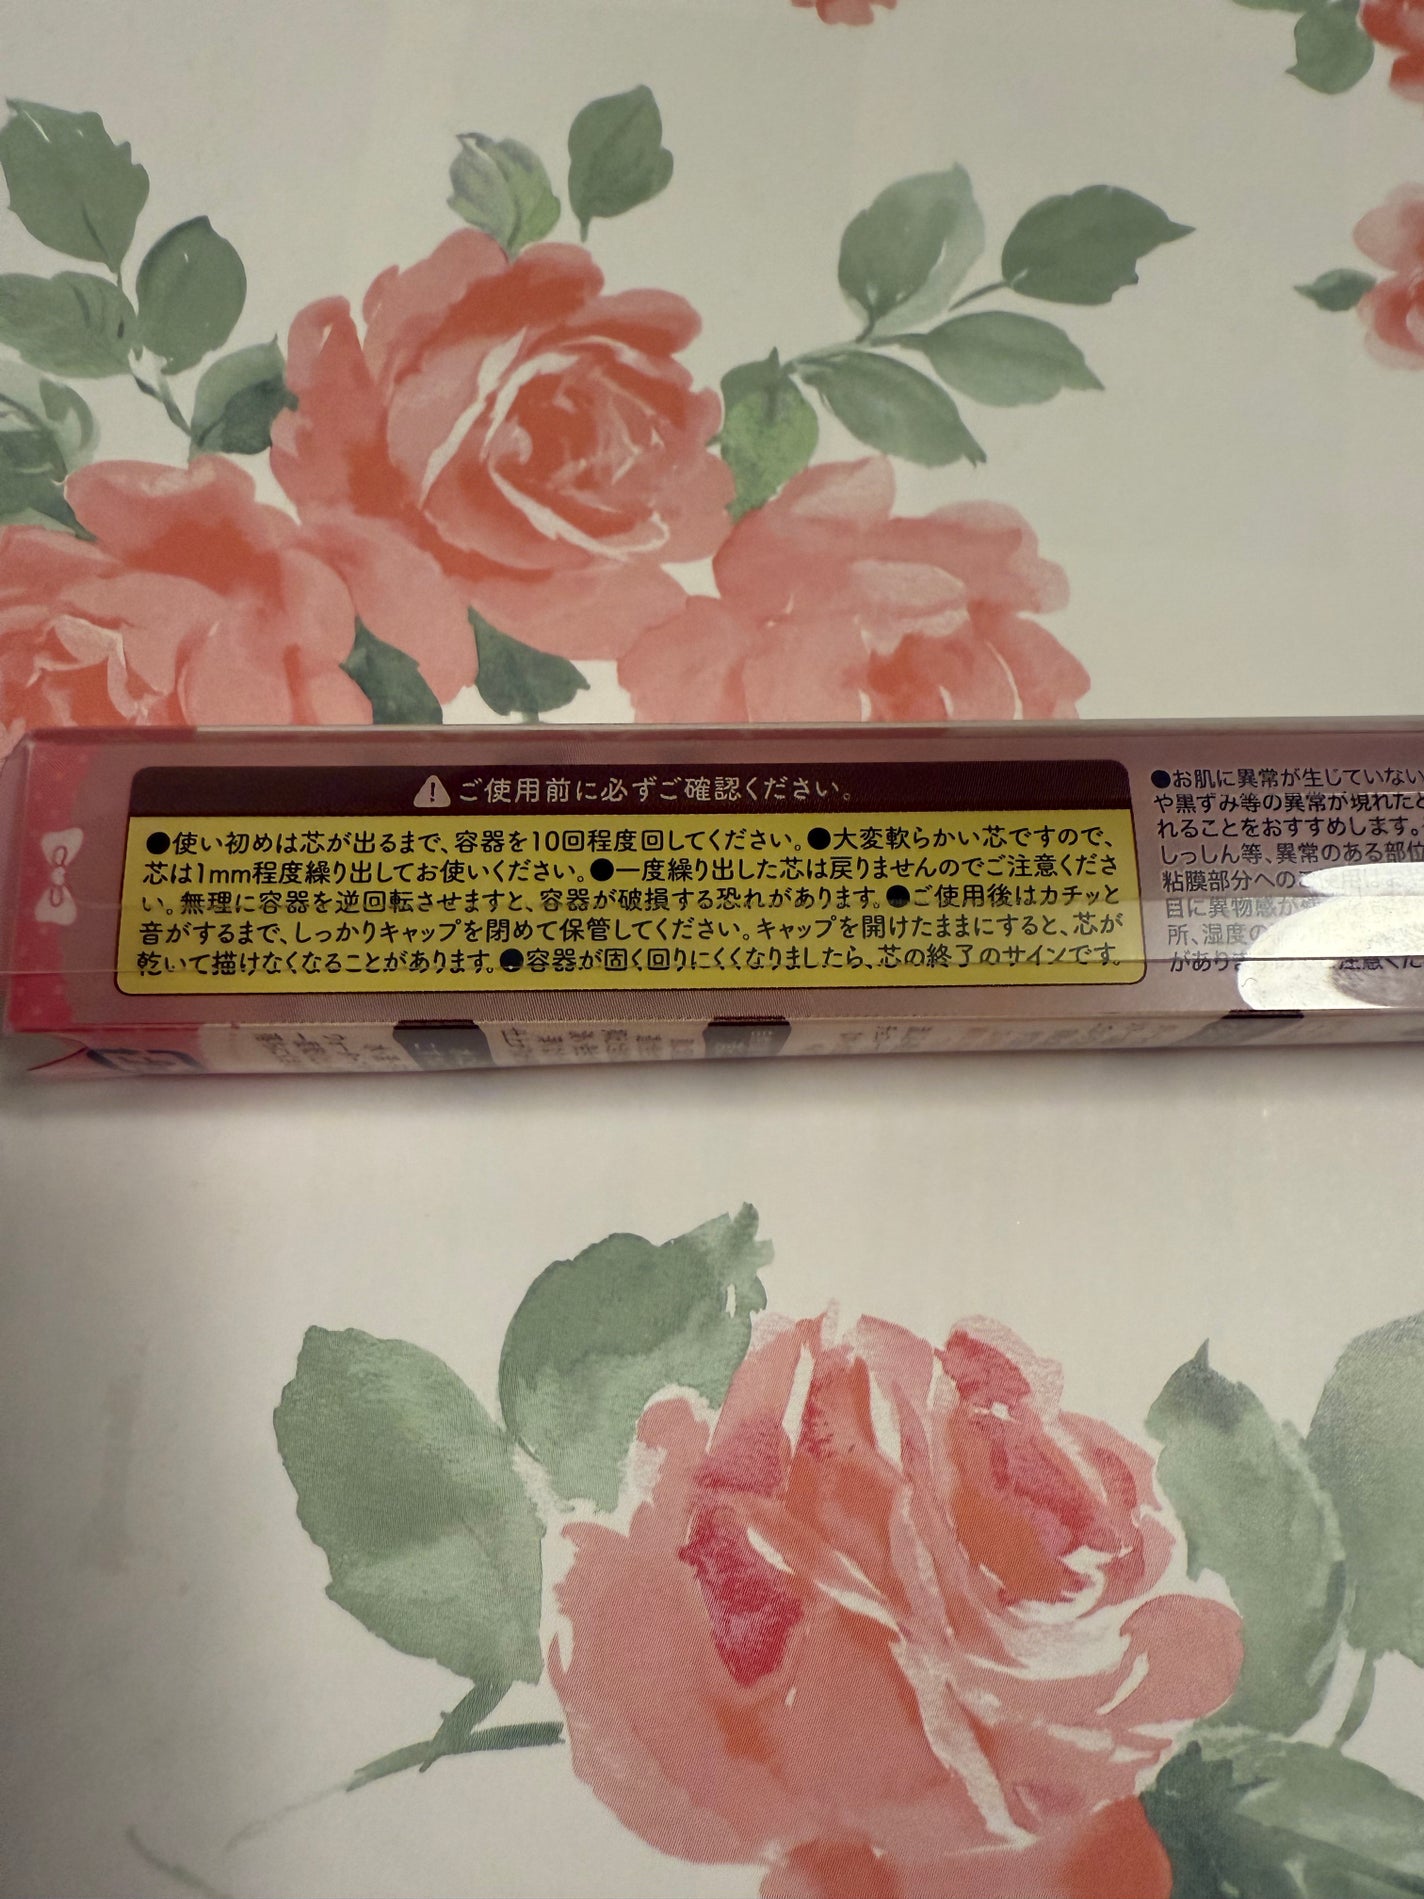 ご使用前に必ずご確認ください。
●使い初めは芯が出るまで、容器を10回程度回してください。●大変軟らかい芯ですので、
芯は1mm程度繰り出してお使いください。●一度繰り出した芯は戻りませんのでご注意くださ
い。無理に容器を逆回転させますと、容器が破損する恐れがあります。●ご使用後はカチッと
音がするまで、しっかりキャップを閉めて保管してください。キャップを開けたままにすると、芯が
乾いて描けなくなることがあります。●容器が固く回りにくくなりましたら、芯の終了のサインです。
●お肌に異常が生じていない
や黒ずみ等の異常が現れたと
れることをおすすめします。
しっしん等、異常のある部位
粘膜部分へのご
目に異物感が
所、湿度の
があり